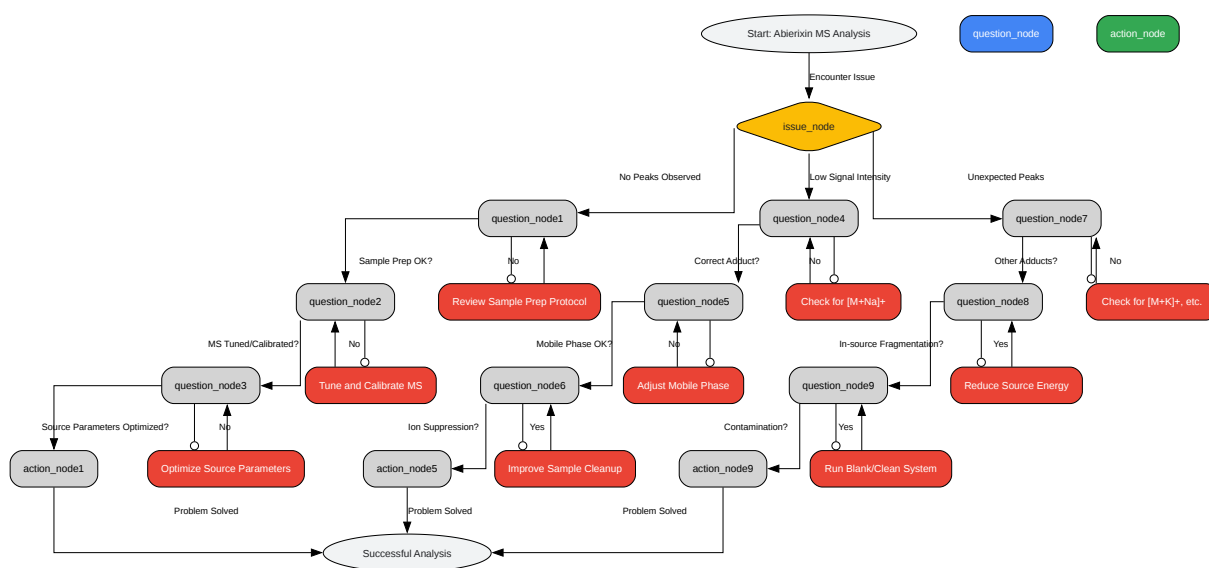 Start: Abierixin MS Analysis
question_node
action_node
Encounter Issue
issue_node
No Peaks Observed
Low Signal Intensity
Unexpected Peaks
question_node1
question_node4
question_node7
Sample Prep OK?
No
Correct Adduct?
No
Other Adducts?
No
question_node2
Review Sample Prep Protocol
question_node5
Check for [M+Na]+
question_node8
Check for [M+K]+, etc.
MS Tuned/Calibrated?
No
Mobile Phase OK?
No
In-source Fragmentation?
Yes
question_node3
Tune and Calibrate MS
question_node6
Adjust Mobile Phase
question_node9
Reduce Source Energy
Source Parameters Optimized?
No
Ion Suppression?
Yes
Contamination?
Yes
action_node1
Optimize Source Parameters
action_node5
Improve Sample Cleanup
action_node9
Run Blank/Clean System
Problem Solved
Problem Solved
Problem Solved
Successful Analysis